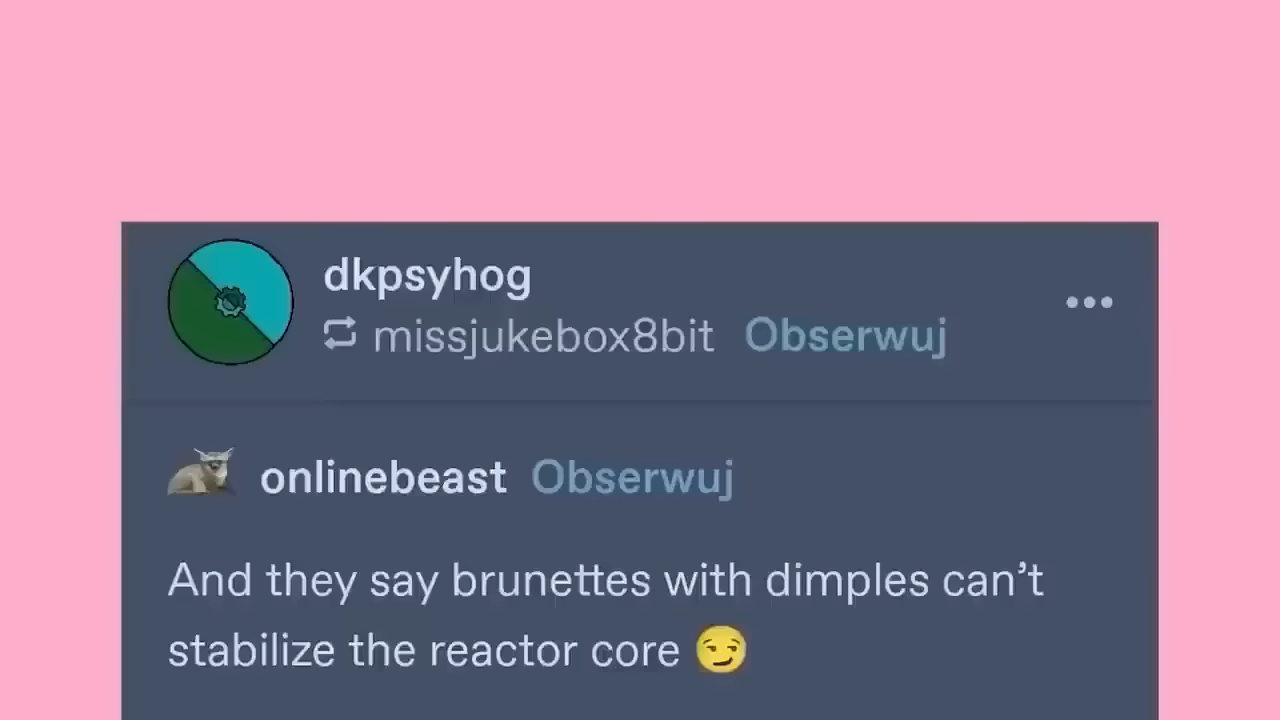 dkpsyhog
missjukebox8bit Obserwuj
onlinebeast Obserwuj
And they say brunettes with dimples can’t
stabilize the reactor core 😏